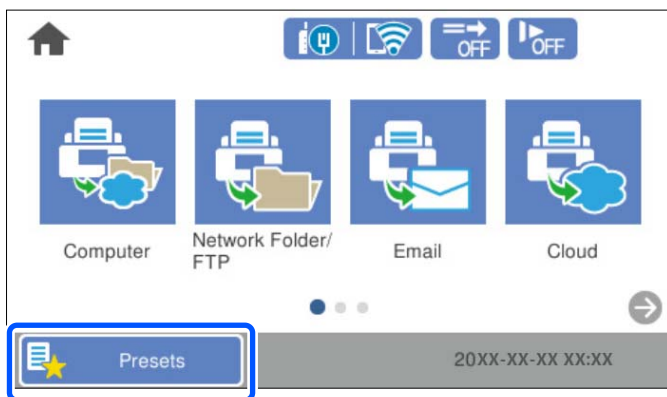 OFF
OFF
Computer
Network Folder/
FTP
Email
Cloud
Presets
20XX-XX-XX XX:XX